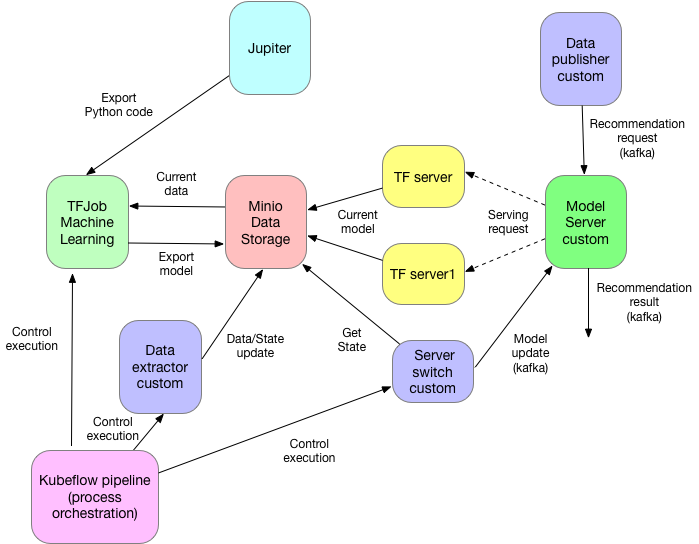 Jupiter
Data
publisher
custom
Export
Python code
Recommendation
request
(kafka)
TFJob
Machine
Learning
Current
data
Export
model
Minio
Data
Storage
TF server
Current
model
TF server1
Serving
request
Model
Server
custom
Recommendation
result
(kafka)
Control
execution
Data
extractor
custom
Data/State
update
Get
State
Server
switch
custom
Model
update
(kafka)
Control
execution
Control
execution
Kubeflow pipeline
(process
orchestration)